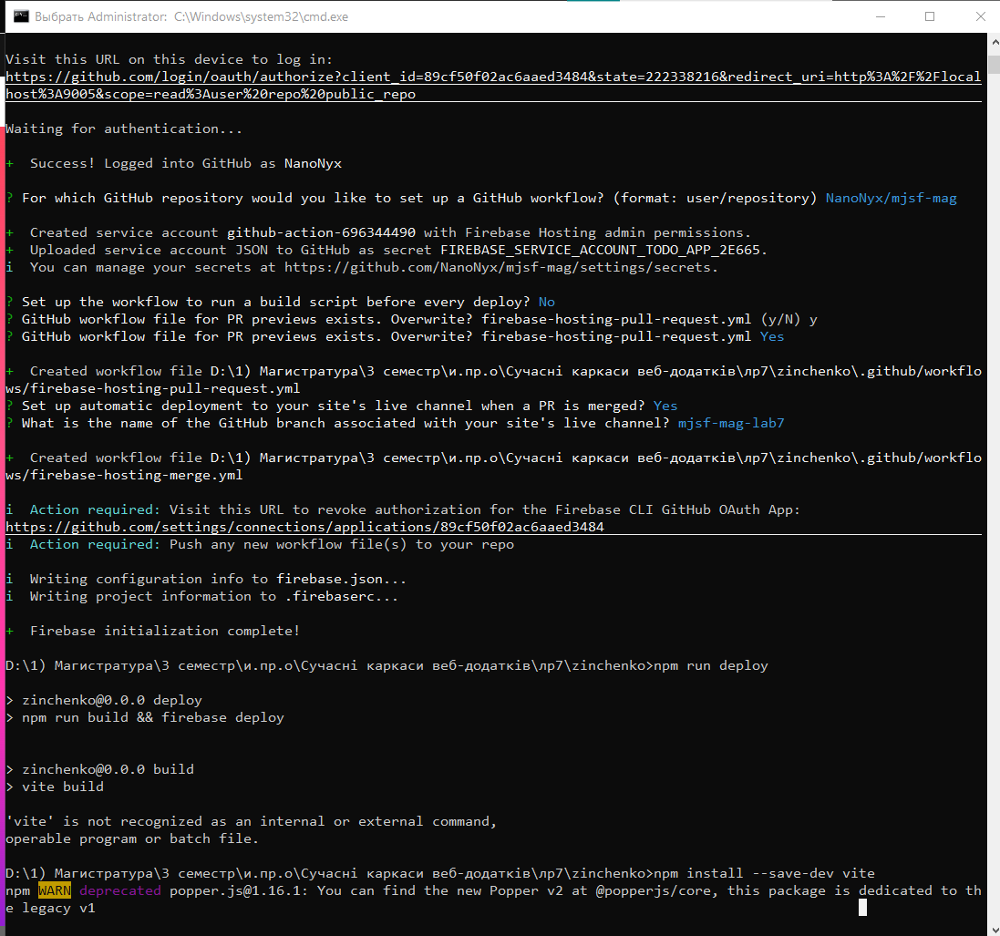 Выбрать Administrator:  C:\Windows\system32\cmd.exe
Visit this URL on this device to log in:
https://github.com/login/oauth/authorize?client_id=89cf50f02ac6aaed3484&state=222338216&redirect_uri=http%3A%2F%2Flocal
host%3A9005&scope=read%3Auser%20repo%20public_repo
Waiting for authentication...
+  Success! Logged into GitHub as NanoNyx
? For which GitHub repository would you like to set up a GitHub workflow? (format: user/repository) NanoNyx/mjsf-mag
+  Created service account github-action-696344490 with Firebase Hosting admin permissions.
+  Uploaded service account JSON to GitHub as secret FIREBASE_SERVICE_ACCOUNT_TODO_APP_2E665.
i  You can manage your secrets at https://github.com/NanoNyx/mjsf-mag/settings/secrets.
? Set up the workflow to run a build script before every deploy? No
? GitHub workflow file for PR previews exists. Overwrite? firebase-hosting-pull-request.yml (y/N) y
? GitHub workflow file for PR previews exists. Overwrite? firebase-hosting-pull-request.yml Yes
+  Created workflow file D:\1) Магистратура\3 семестр\и.пр.о\Сучасні каркаси веб-додатків\лр7\zinchenko\.github/workflo
ws/firebase-hosting-pull-request.yml
? Set up automatic deployment to your site's live channel when a PR is merged? Yes
? What is the name of the GitHub branch associated with your site's live channel? mjsf-mag-lab7
+  Created workflow file D:\1) Магистратура\3 семестр\и.пр.о\Сучасні каркаси веб-додатків\лр7\zinchenko\.github/workflo
ws/firebase-hosting-merge.yml
i  Action required: Visit this URL to revoke authorization for the Firebase CLI GitHub OAuth App:
https://github.com/settings/connections/applications/89cf50f02ac6aaed3484
i  Action required: Push any new workflow file(s) to your repo
i  Writing configuration info to firebase.json...
i  Writing project information to .firebaserc...
+  Firebase initialization complete!
D:\1) Магистратура\3 семестр\и.пр.о\Сучасні каркаси веб-додатків\лр7\zinchenko>npm run deploy
> zinchenko@0.0.0 deploy
> npm run build && firebase deploy
> zinchenko@0.0.0 build
> vite build
'vite' is not recognized as an internal or external command,
operable program or batch file.
D:\1) Магистратура\3 семестр\и.пр.о\Сучасні каркаси веб-додатків\лр7\zinchenko>npm install --save-dev vite
npm WARN deprecated popper.js@1.16.1: You can find the new Popper v2 at @popperjs/core, this package is dedicated to th
e legacy v1